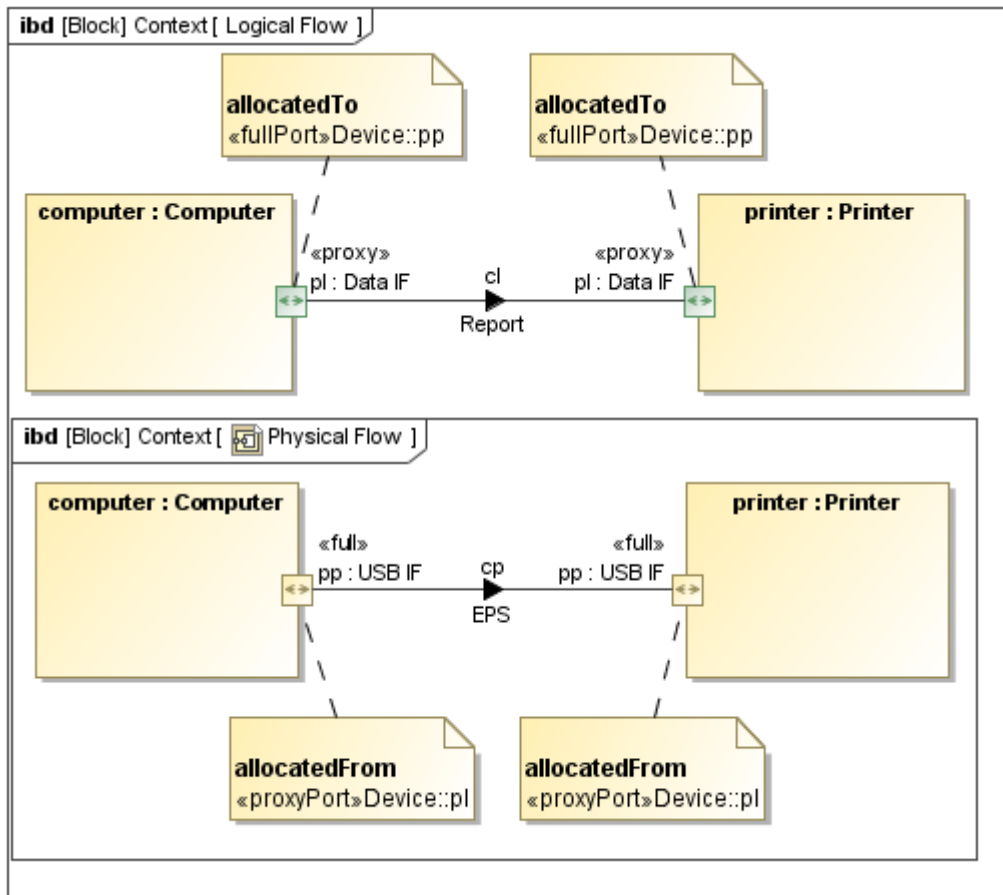 ibd [Block] Context [ Logical Flow ]
allocatedTo
«fullPort»Device::pp
allocatedTo
«fullPort»Device::pp
computer : Computer
printer : Printer
«proxy»
pl : Data IF
«proxy»
pl : Data IF
cl
Report
ibd [Block] Context [ Physical Flow ]
computer : Computer
printer : Printer
«full»
pp : USB IF
«full»
pp : USB IF
cp
EPS
allocatedFrom
«proxyPort»Device::pl
allocatedFrom
«proxyPort»Device::pl